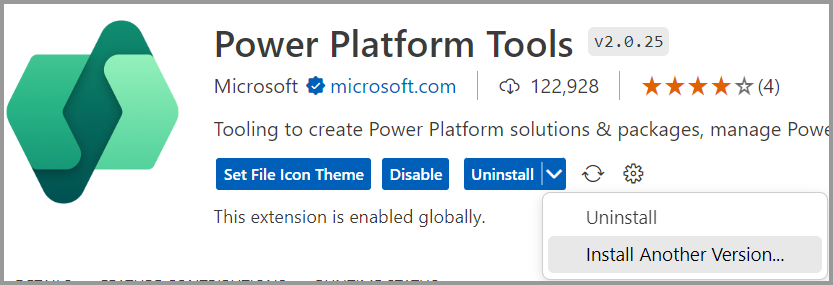 Power Platform Tools v2.0.25
Microsoft microsoft.com 122,928 (4)
Tooling to create Power Platform solutions & packages, manage Powe
Set File Icon Theme Disable Uninstall
This extension is enabled globally.
Uninstall
Install Another Version...